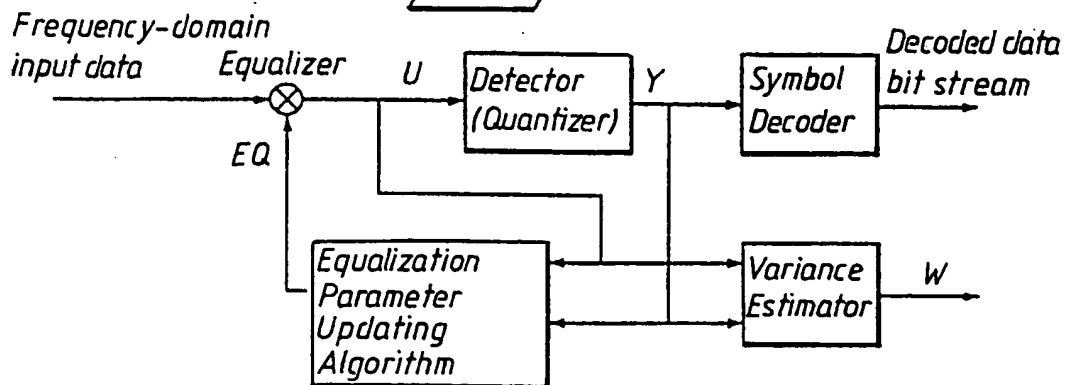 Frequency-domain
input data
Equalizer
U
Detector
(Quantizer)
Y
Symbol
Decoder
Decoded data
bit stream
EQ
Equalization
Parameter
Updating
Algorithm
Variance
Estimator
W